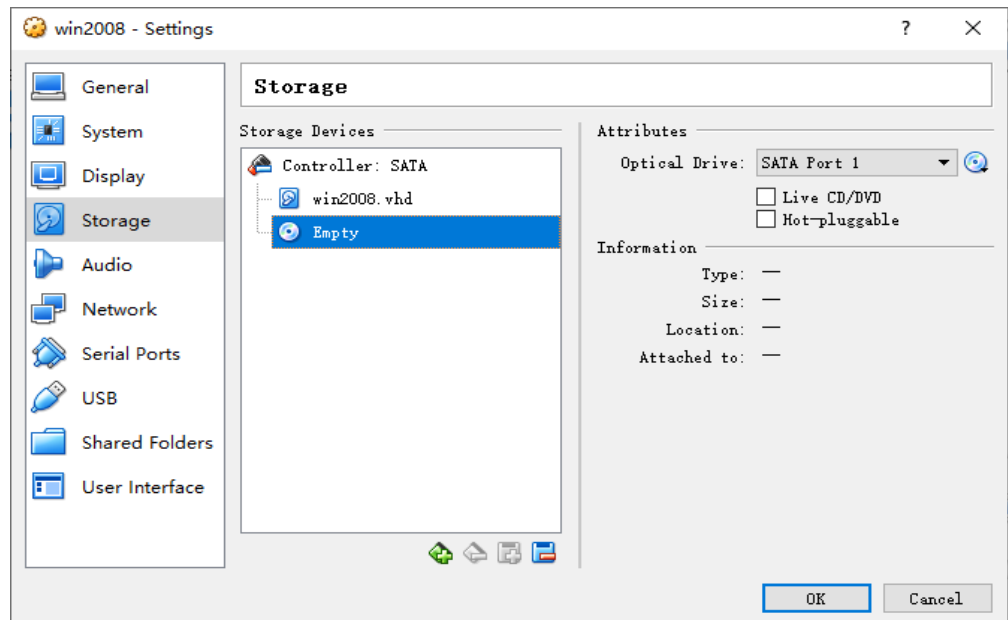 win2008 - Settings
?
General
System
Display
Storage
Audio
Network
Serial Ports
USB
Shared Folders
User Interface
Storage
Storage Devices
Controller: SATA
win2008.vhd
Empty
Attributes
Optical Drive: SATA Port 1
Live CD/DVD
Hot-pluggable
Information
Type: —
Size: —
Location: —
Attached to: —
OK
Cancel